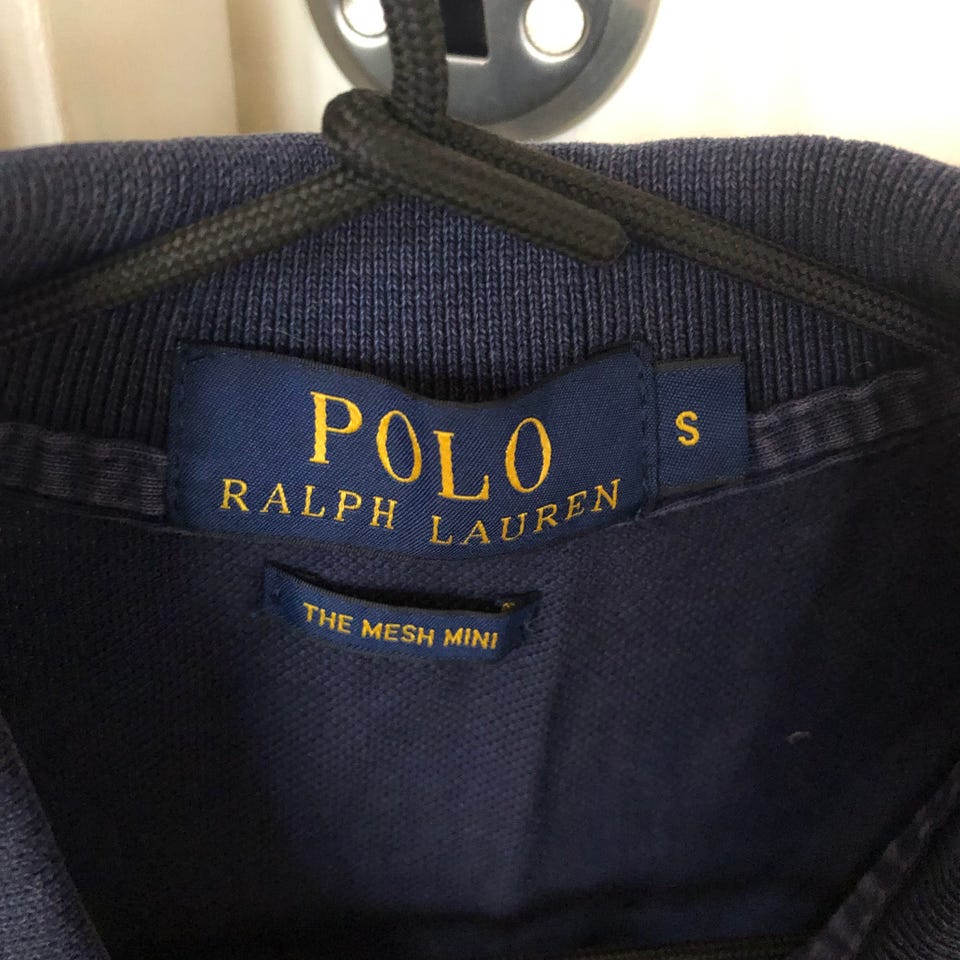 POLO
RALPH LAUREN
S
THE MESH MINI